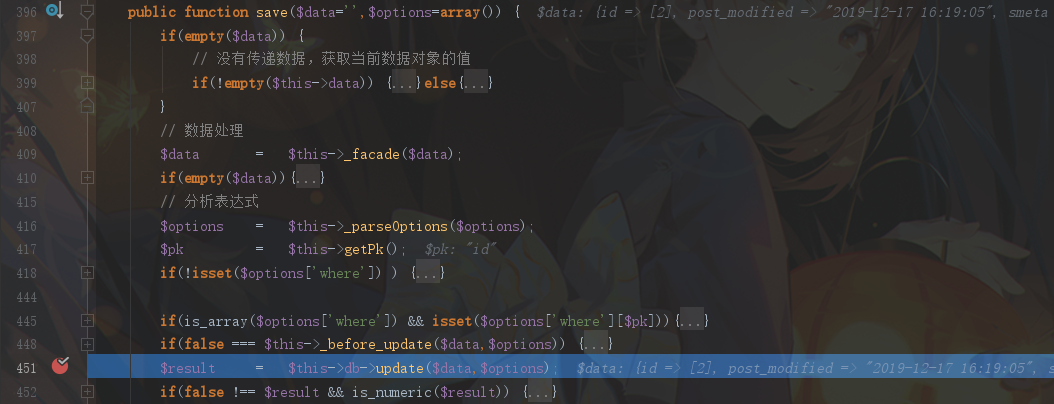 396 public function save($data='',$options=array()) { $data: {id => [2], post_modified => "2019-12-17 16:19:05", smeta
397 if(empty($data)) {
398 // 没有传递数据，获取当前数据对象的值
399 if(!empty($this->data)) {...}else{...}
407 }
408 // 数据处理
409 $data = $this->_facade($data);
410 if(empty($data)){...}
415 // 分析表达式
416 $options = $this->_parseOptions($options);
417 $pk = $this->getPk(); $pk: "id"
418 if(!isset($options['where']) ) {...}
444
445 if(is_array($options['where']) && isset($options['where'][$pk])){...}
448 if(false === $this->_before_update($data,$options)) {...}
451 $result = $this->db->update($data,$options); $data: {id => [2], post_modified => "2019-12-17 16:19:05", s
452 if(false !== $result && is_numeric($result)) {...}